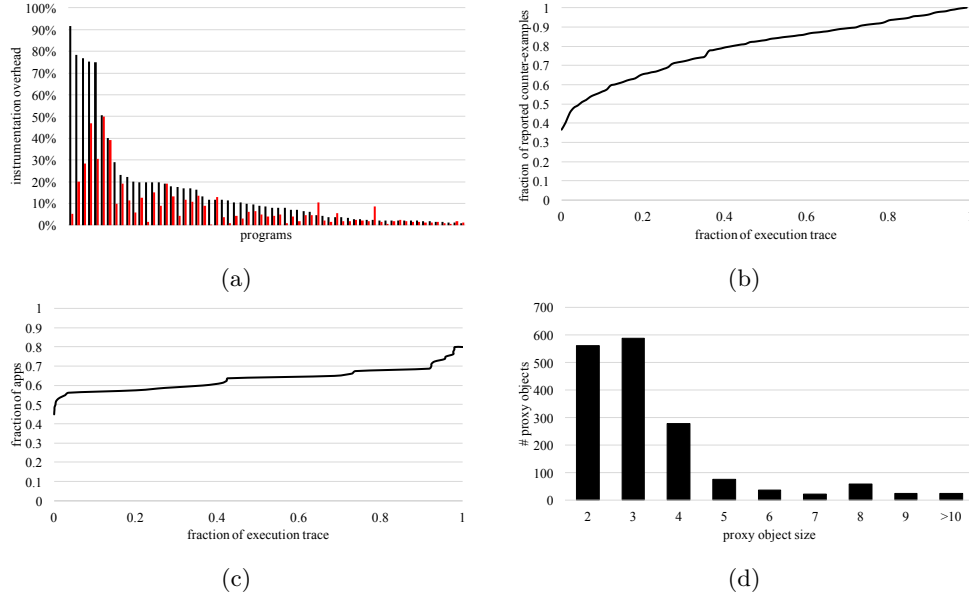 100%
90%
80%
70%
60%
50%
40%
30%
20%
10%
0%
instrumentation overhead
programs
(a)
1
0.9
0.8
0.7
0.6
0.5
0.4
0.3
0.2
0.1
0
fraction of reported counter-examples
0 0.2 0.4 0.6 0.8
fraction of execution trace
(b)
1
0.9
0.8
0.7
0.6
0.5
0.4
0.3
0.2
0.1
0
fraction of apps
0 0.2 0.4 0.6 0.8 1
fraction of execution trace
(c)
700
600
500
400
300
200
100
0
# proxy objects
2 3 4 5 6 7 8 9 >10
proxy object size
(d)